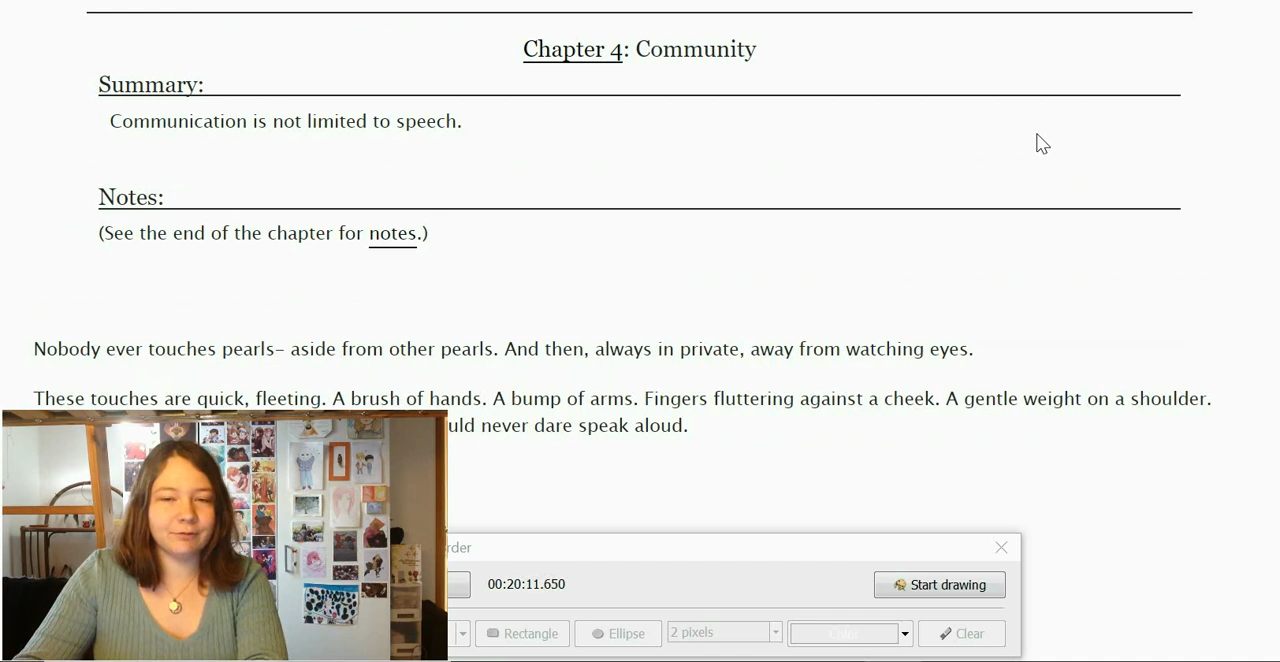 Chapter 4: Community
Summary:
Communication is not limited to speech.
Notes:
(See the end of the chapter for notes.)
Nobody ever touches pearls– aside from other pearls. And then, always in private, away from watching eyes.
These touches are quick, fleeting. A brush of hands. A bump of arms. Fingers fluttering against a cheek. A gentle weight on a shoulder.
never dare speak aloud.
00:20:11.650
Start drawing
Rectangle
Ellipse
2 pixels
Color
Clear